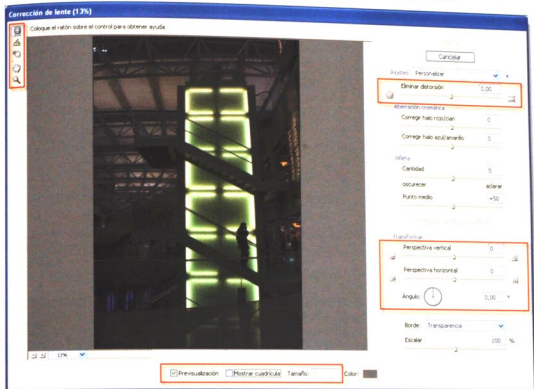 Corrección de lente (13%)
Coloque el ratón sobre el control para obtener ayuda
Cancelar
Ajustes: Personalizar
Eliminar distorsión 0,00
Aberración cromática
Corregir halo rojo/cian 0
Corregir halo azul/amarillo 0
Viñeta
Cantidad 0
oscurecer aclarar
Punto medio +50
Transformar
Perspectiva vertical 0
Perspectiva horizontal 0
Ángulo: 0,00 °
Borde: Transparencia
Escalar 100 %
13%
Previsualización Mostrar cuadrícula Tamaño: Color: